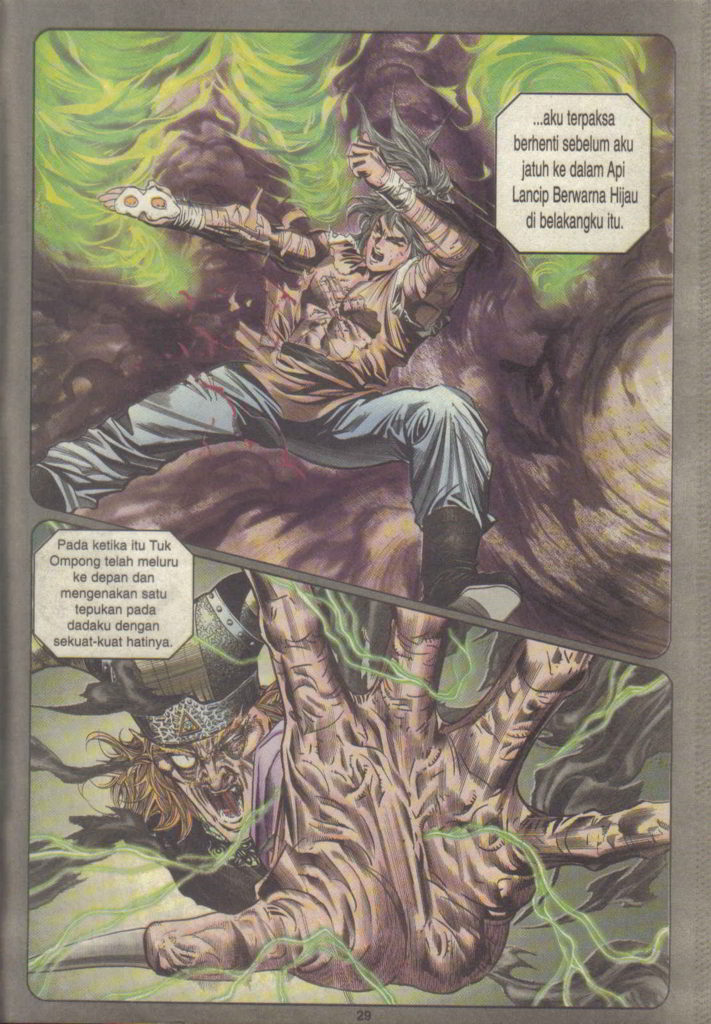 ...aku terpaksa
berhenti sebelum aku
jatuh ke dalam Api
Lancip Berwarna Hijau
di belakangku itu.
Pada ketika itu Tuk
Ompong telah meluru
ke depan dan
mengenakan satu
tepukan pada
dadaku dengan
sekuat-kuat hatinya.
29